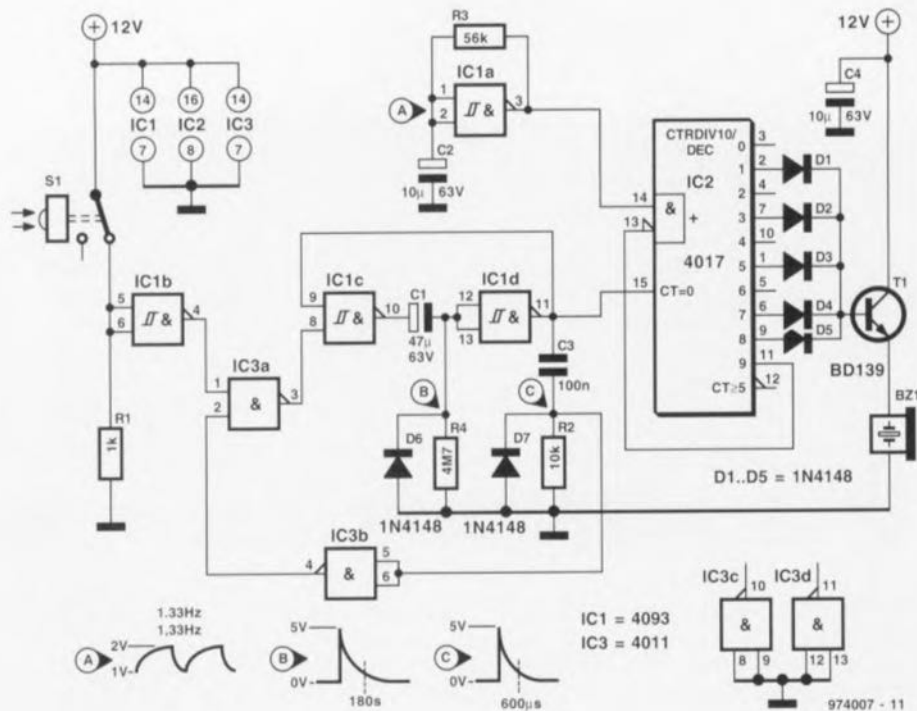 12V
14
16
14
IC1
IC2
IC3
7
8
7
S1
R3
56k
IC1a
1
2
&
3
A
C2
10µ
63V
12V
C4
10µ
63V
CTRDIV10/
DEC
IC2
14
&
+
13
4017
15
CT=0
0
3
1
2
2
4
3
7
4
10
5
1
6
5
7
6
8
9
9
11
CT≥5
12
D1
D2
D3
D4
D5
T1
BD139
BZ1
D1..D5 = 1N4148
IC1b
5
6
&
4
R1
1k
IC3a
1
2
&
3
IC1c
9
8
&
10
C1
47µ
63V
IC1d
12
13
&
11
C3
100n
B
C
D6
R4
4M7
D7
R2
10k
1N4148
1N4148
IC3b
4
&
5
6
1.33Hz
1.33Hz
A
2V
1V
B
5V
0V
180s
C
5V
0V
600µs
IC1 = 4093
IC3 = 4011
IC3c
10
&
8
9
IC3d
11
&
12
13
974007 - 11